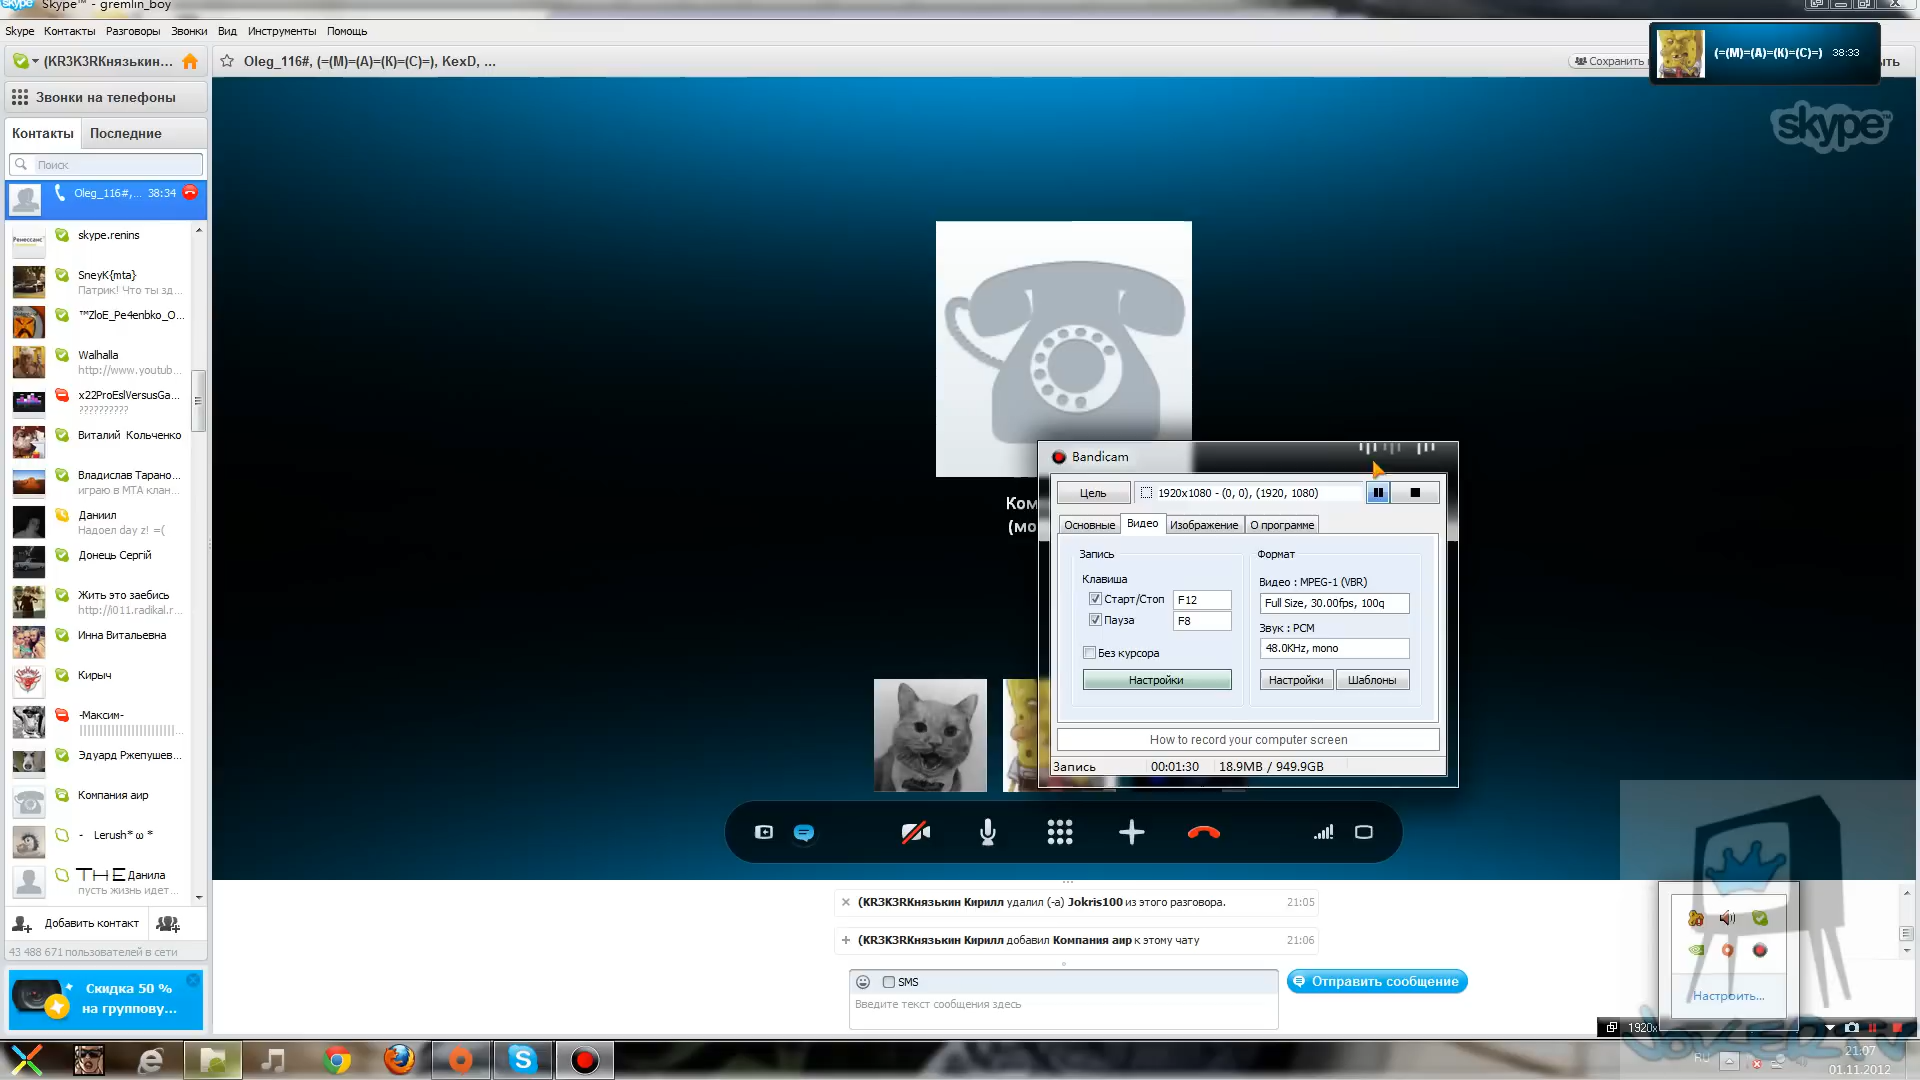 Skype™ - gremlin_boy
Skype Контакты Разговоры Звонки Вид Инструменты Помощь
(KR3K3RКнязькин...
Oleg_116#, (=(M)=(A)=(K)=(C)=), KexD, ...
Сохранить
ыть
(=(M)=(A)=(K)=(C)=) 38:33
Звонки на телефоны
skype™
Контакты Последние
Поиск
Oleg_116#,... 38:34
skype.renins
SneyK{mta}
Патрик! Что ты зд...
™ZloE_Pe4enbko_O...
Walhalla
http://www.youtub...
x22ProEslVersusGa...
??????????
Виталий Кольченко
Владислав Тарано...
играю в МТА клан...
Даниил
Надоел day z! =(
Донець Сергій
Жить это заебись
http://i011.radikal.r...
Инна Витальевна
Кирыч
-Максим-
Эдуард Ржепушев...
Компания аир
- Lerush* ω *
THE Данила
пусть жизнь идет...
Добавить контакт
43 488 671 пользователей в сети
Скидка 50 %
на группову...
Ком
(мо
Bandicam
Цель 1920x1080 - (0, 0), (1920, 1080)
Основные Видео Изображение О программе
Запись
Клавиша
Старт/Стоп F12
Пауза F8
Без курсора
Настройки
Формат
Видео : MPEG-1 (VBR)
Full Size, 30.00fps, 100q
Звук : PCM
48.0KHz, mono
Настройки Шаблоны
How to record your computer screen
Запись 00:01:30 18.9MB / 949.9GB
(KR3K3RКнязькин Кирилл удалил (-а) Jokris100 из этого разговора. 21:05
(KR3K3RКнязькин Кирилл добавил Компания аир к этому чату 21:06
SMS
Введите текст сообщения здесь
Отправить сообщение
Настроить...
1920x
RU
21:07
01.11.2012